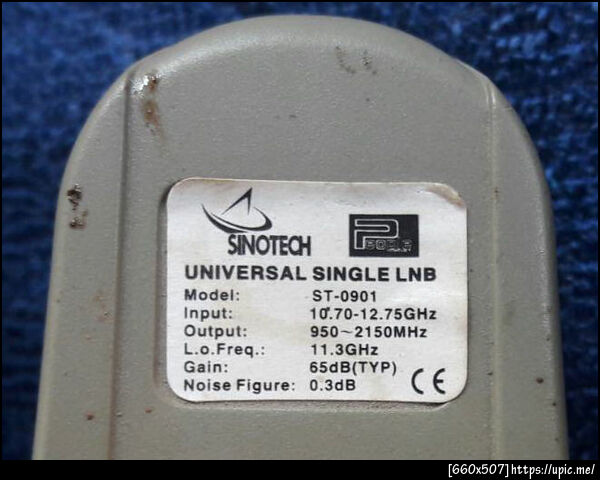 SINOTECH
UNIVERSAL SINGLE LNB
Model: ST-0901
Input: 10.70-12.75GHz
Output: 950~2150MHz
L.o.Freq.: 11.3GHz
Gain: 65dB(TYP)
Noise Figure: 0.3dB
CE
[660x507]https://upic.me/